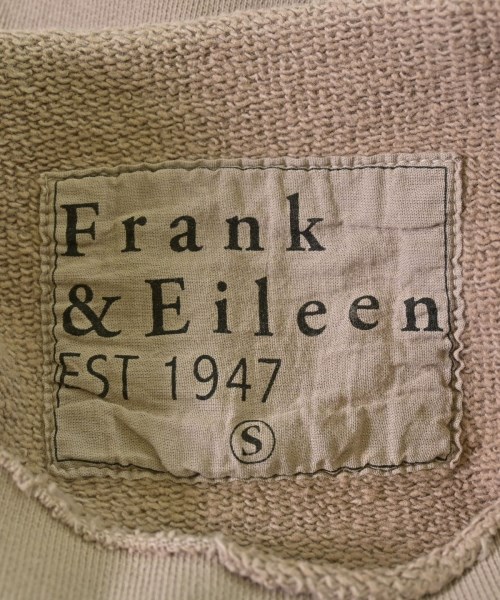 Frank
& Eileen
EST 1947
S